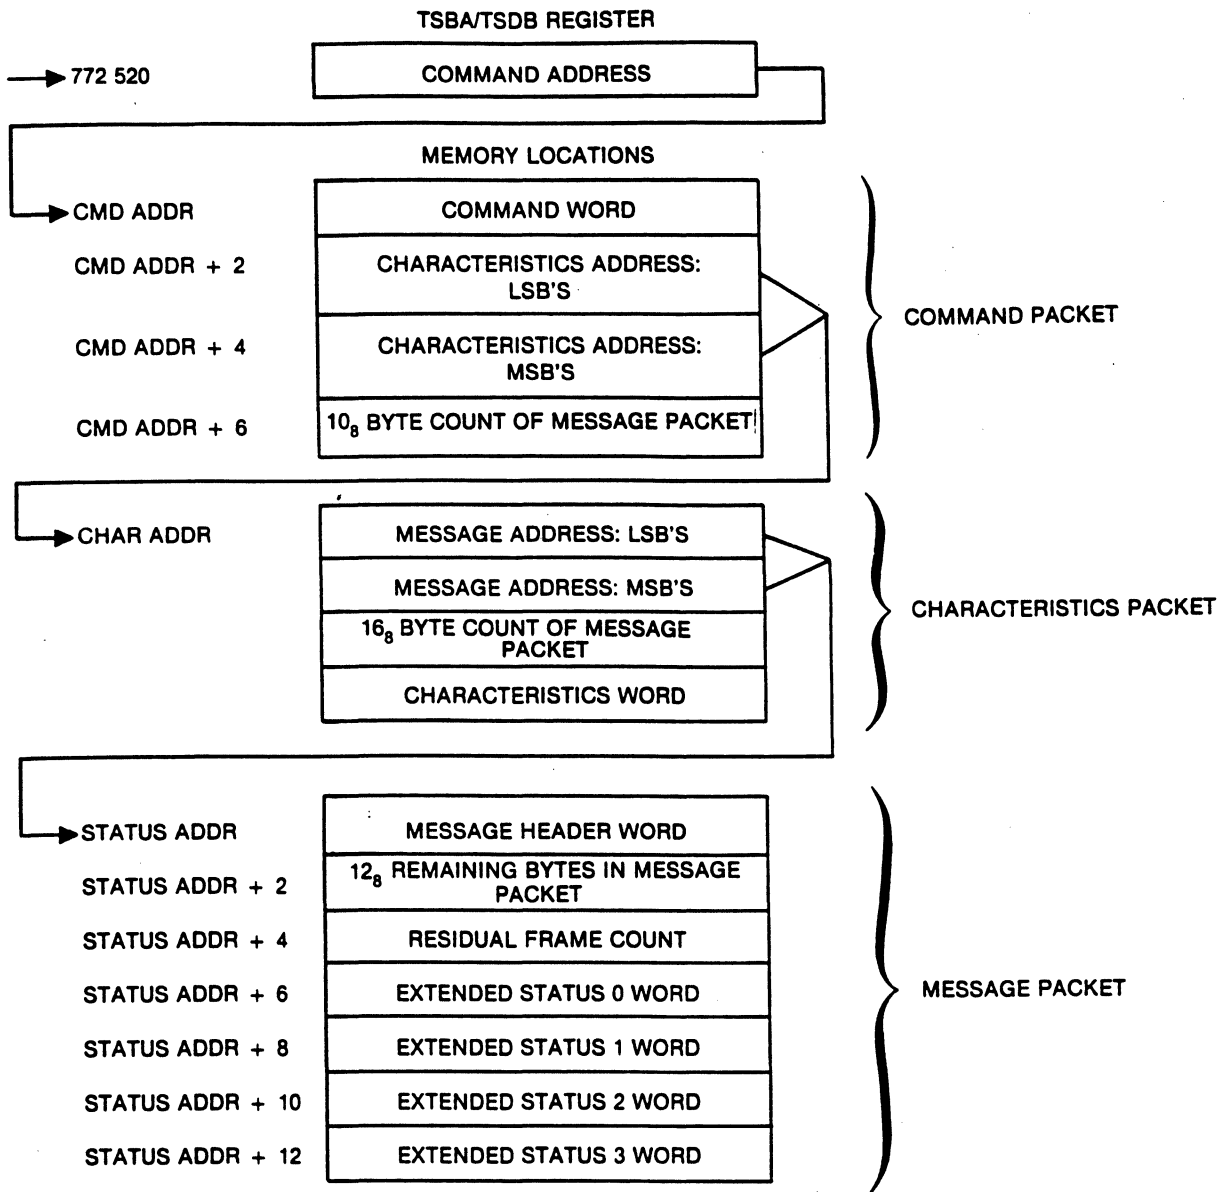 TSBA/TSDB REGISTER
772 520
COMMAND ADDRESS
MEMORY LOCATIONS
CMD ADDR
COMMAND WORD
CMD ADDR + 2
CHARACTERISTICS ADDRESS:
LSB'S
CMD ADDR + 4
CHARACTERISTICS ADDRESS:
MSB'S
COMMAND PACKET
CMD ADDR + 6
10₈ BYTE COUNT OF MESSAGE PACKET
CHAR ADDR
MESSAGE ADDRESS: LSB'S
MESSAGE ADDRESS: MSB'S
16₈ BYTE COUNT OF MESSAGE
PACKET
CHARACTERISTICS WORD
CHARACTERISTICS PACKET
STATUS ADDR
MESSAGE HEADER WORD
STATUS ADDR + 2
12₈ REMAINING BYTES IN MESSAGE
PACKET
STATUS ADDR + 4
RESIDUAL FRAME COUNT
STATUS ADDR + 6
EXTENDED STATUS 0 WORD
MESSAGE PACKET
STATUS ADDR + 8
EXTENDED STATUS 1 WORD
STATUS ADDR + 10
EXTENDED STATUS 2 WORD
STATUS ADDR + 12
EXTENDED STATUS 3 WORD